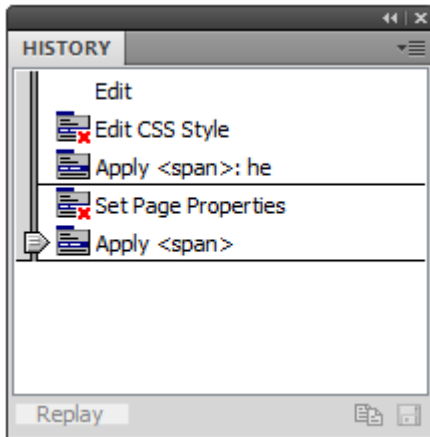 HISTORY
Edit
Edit CSS Style
Apply <span>: he
Set Page Properties
Apply <span>
Replay